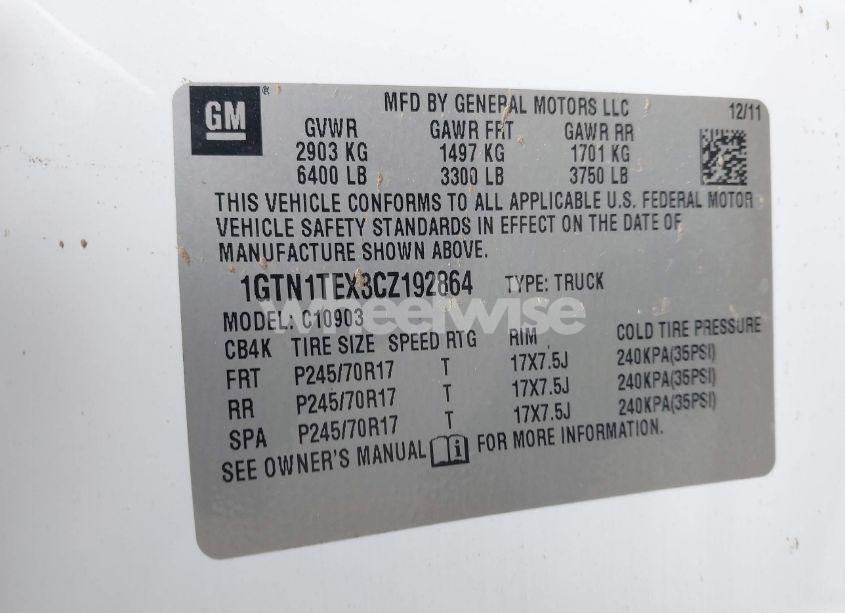 GM®
MFD BY GENERAL MOTORS LLC 12/11
GVWR GAWR FRT GAWR RR
2903 KG 1497 KG 1701 KG
6400 LB 3300 LB 3750 LB
THIS VEHICLE CONFORMS TO ALL APPLICABLE U.S. FEDERAL MOTOR
VEHICLE SAFETY STANDARDS IN EFFECT ON THE DATE OF
MANUFACTURE SHOWN ABOVE.
1GTN1TEX3CZ192864 TYPE: TRUCK
wheelwise
MODEL: C10903
CB4K TIRE SIZE SPEED RTG RIM COLD TIRE PRESSURE
FRT P245/70R17 T 17X7.5J 240KPA(35PSI)
RR P245/70R17 T 17X7.5J 240KPA(35PSI)
SPA P245/70R17 T 17X7.5J 240KPA(35PSI)
SEE OWNER'S MANUAL i FOR MORE INFORMATION.